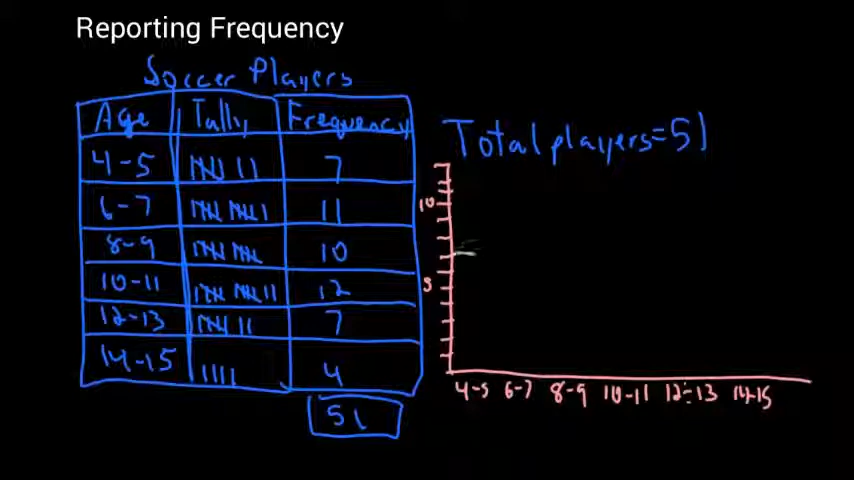 Reporting Frequency
Soccer Players
Age Tally Frequency
4-5 7
6-7 11
8-9 10
10-11 12
12-13 7
14-15 4
51
Total players=51
10
5
4-5 6-7 8-9 10-11 12-13 14-15